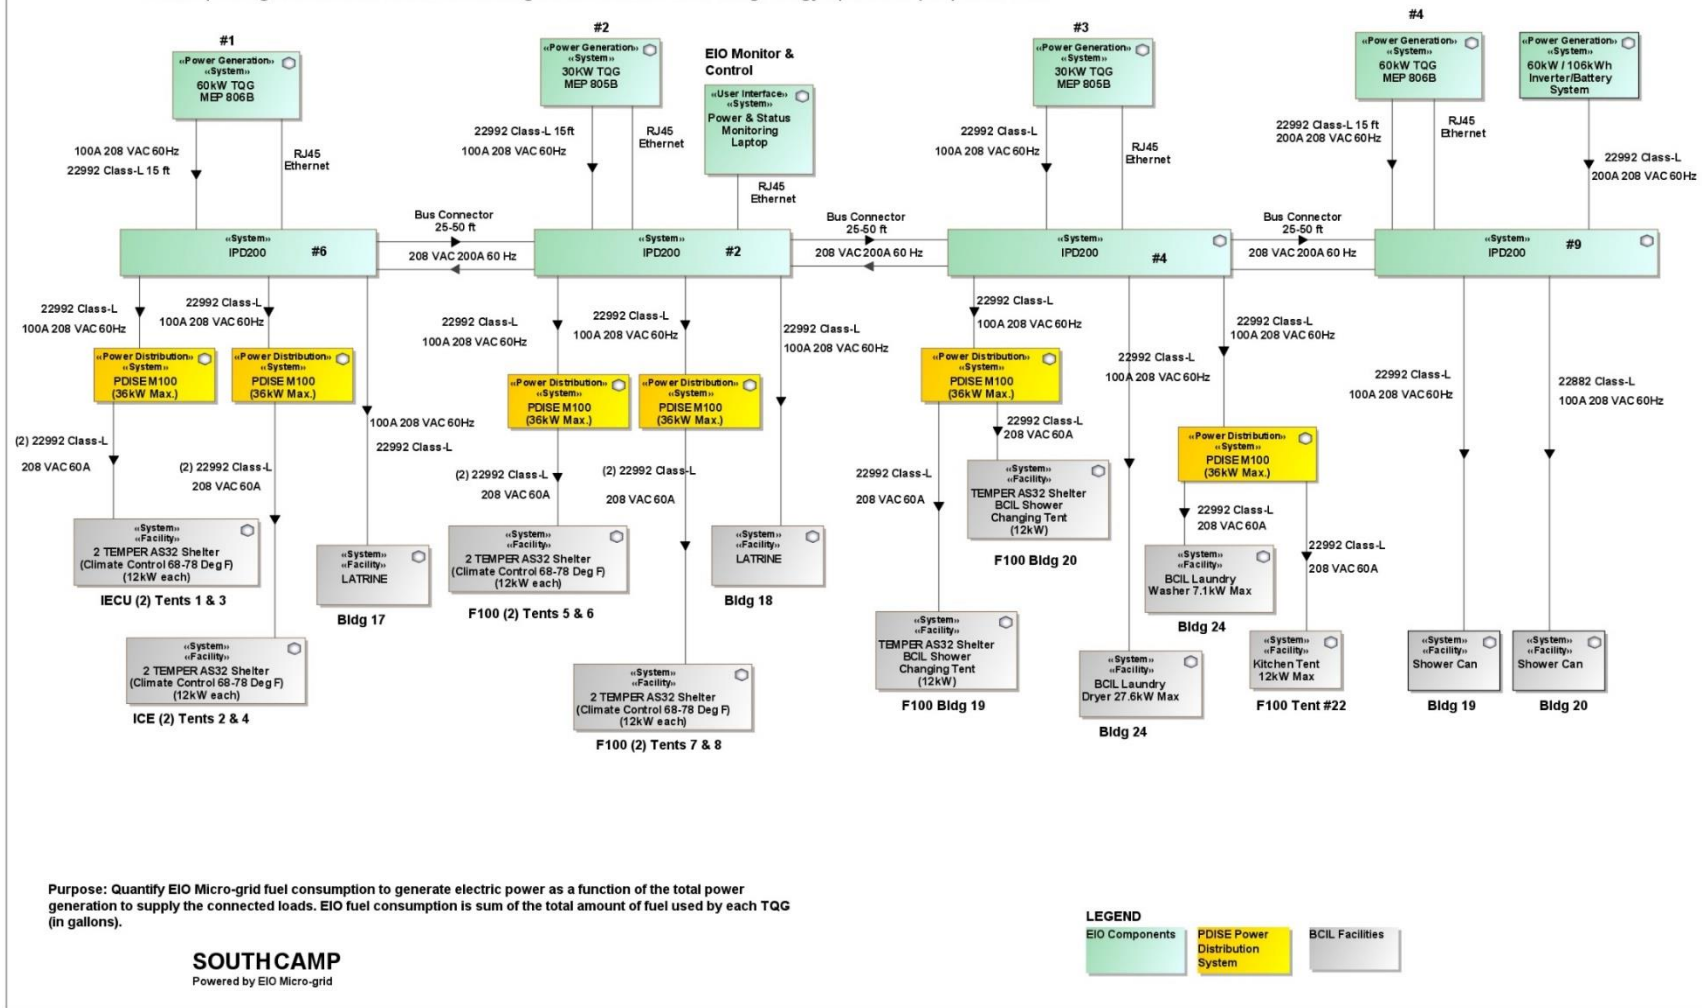 #1
«Power Generation»
«System»
60kW TQG
MEP 806B
#2
«Power Generation»
«System»
30KW TQG
MEP 805B
EIO Monitor &
Control
«User Interface»
«System»
Power & Status
Monitoring
Laptop
#3
«Power Generation»
«System»
30KW TQG
MEP 805B
#4
«Power Generation»
«System»
60kW TQG
MEP 806B
«Power Generation»
«System»
60kW / 106kWh
Inverter/Battery
System
100A 208 VAC 60Hz
22992 Class-L 15 ft
RJ45
Ethernet
22992 Class-L 15ft
100A 208 VAC 60Hz
RJ45
Ethernet
RJ45
Ethernet
22992 Class-L
100A 208 VAC 60Hz
RJ45
Ethernet
22992 Class-L 15 ft
200A 208 VAC 60Hz
RJ45
Ethernet
22992 Class-L
200A 208 VAC 60Hz
«System»
IPD200
#6
Bus Connector
25-50 ft
208 VAC 200A 60 Hz
«System»
IPD200
#2
Bus Connector
25-50 ft
208 VAC 200A 60 Hz
«System»
IPD200
#4
Bus Connector
25-50 ft
208 VAC 200A 60 Hz
«System»
IPD200
#9
22992 Class-L
100A 208 VAC 60Hz
22992 Class-L
100A 208 VAC 60Hz
22992 Class-L
100A 208 VAC 60Hz
22992 Class-L
100A 208 VAC 60Hz
22992 Class-L
100A 208 VAC 60Hz
22992 Class-L
100A 208 VAC 60Hz
22992 Class-L
100A 208 VAC 60Hz
22992 Class-L
100A 208 VAC 60Hz
22992 Class-L
100A 208 VAC 60Hz
22882 Class-L
100A 208 VAC 60Hz
«Power Distribution»
«System»
PDISE M100
(36kW Max.)
«Power Distribution»
«System»
PDISE M100
(36kW Max.)
«Power Distribution»
«System»
PDISE M100
(36kW Max.)
«Power Distribution»
«System»
PDISE M100
(36kW Max.)
«Power Distribution»
«System»
PDISE M100
(36kW Max.)
«Power Distribution»
«System»
PDISE M100
(36kW Max.)
100A 208 VAC 60Hz
22992 Class-L
(2) 22992 Class-L
208 VAC 60A
(2) 22992 Class-L
208 VAC 60A
(2) 22992 Class-L
208 VAC 60A
(2) 22992 Class-L
208 VAC 60A
22992 Class-L
208 VAC 60A
22992 Class-L
208 VAC 60A
22992 Class-L
208 VAC 60A
22992 Class-L
208 VAC 60A
«System»
«Facility»
2 TEMPER AS32 Shelter
(Climate Control 68-78 Deg F)
(12kW each)
IECU (2) Tents 1 & 3
«System»
«Facility»
LATRINE
Bldg 17
«System»
«Facility»
2 TEMPER AS32 Shelter
(Climate Control 68-78 Deg F)
(12kW each)
F100 (2) Tents 5 & 6
«System»
«Facility»
LATRINE
Bldg 18
«System»
«Facility»
TEMPER AS32 Shelter
BCIL Shower
Changing Tent
(12kW)
F100 Bldg 20
«System»
«Facility»
BCIL Laundry
Washer 7.1kW Max
Bldg 24
«System»
«Facility»
2 TEMPER AS32 Shelter
(Climate Control 68-78 Deg F)
(12kW each)
ICE (2) Tents 2 & 4
«System»
«Facility»
2 TEMPER AS32 Shelter
(Climate Control 68-78 Deg F)
(12kW each)
F100 (2) Tents 7 & 8
«System»
«Facility»
TEMPER AS32 Shelter
BCIL Shower
Changing Tent
(12kW)
F100 Bldg 19
«System»
«Facility»
BCIL Laundry
Dryer 27.6kW Max
Bldg 24
«System»
«Facility»
Kitchen Tent
12kW Max
F100 Tent #22
«System»
«Facility»
Shower Can
Bldg 19
«System»
«Facility»
Shower Can
Bldg 20
Purpose: Quantify EIO Micro-grid fuel consumption to generate electric power as a function of the total power
generation to supply the connected loads. EIO fuel consumption is sum of the total amount of fuel used by each TQG
(in gallons).
SOUTH CAMP
Powered by EIO Micro-grid
LEGEND
EIO Components
PDISE Power
Distribution
System
BCIL Facilities